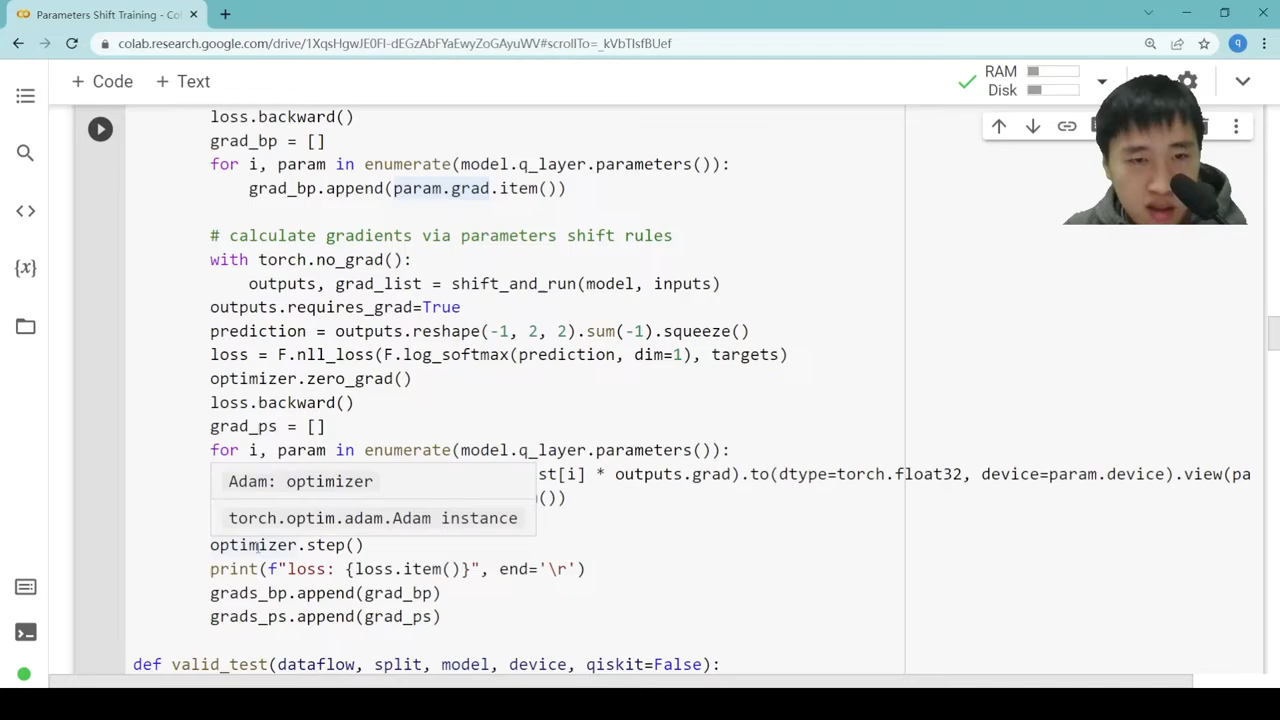 Parameters Shift Training - Col
colab.research.google.com/drive/1XqsHgwJE0FI-dEGzAbFYaEwyZoGAyuWV#scrollTo=_kVbTIsfBUef
q
+ Code + Text
RAM
Disk
loss.backward()
grad_bp = []
for i, param in enumerate(model.q_layer.parameters()):
grad_bp.append(param.grad.item())
# calculate gradients via parameters shift rules
with torch.no_grad():
outputs, grad_list = shift_and_run(model, inputs)
outputs.requires_grad=True
prediction = outputs.reshape(-1, 2, 2).sum(-1).squeeze()
loss = F.nll_loss(F.log_softmax(prediction, dim=1), targets)
optimizer.zero_grad()
loss.backward()
grad_ps = []
for i, param in enumerate(model.q_layer.parameters()):
st[i] * outputs.grad).to(dtype=torch.float32, device=param.device).view(pa
())
Adam: optimizer
torch.optim.adam.Adam instance
optimizer.step()
print(f"loss: {loss.item()}", end='\r')
grads_bp.append(grad_bp)
grads_ps.append(grad_ps)
def valid_test(dataflow, split, model, device, qiskit=False):